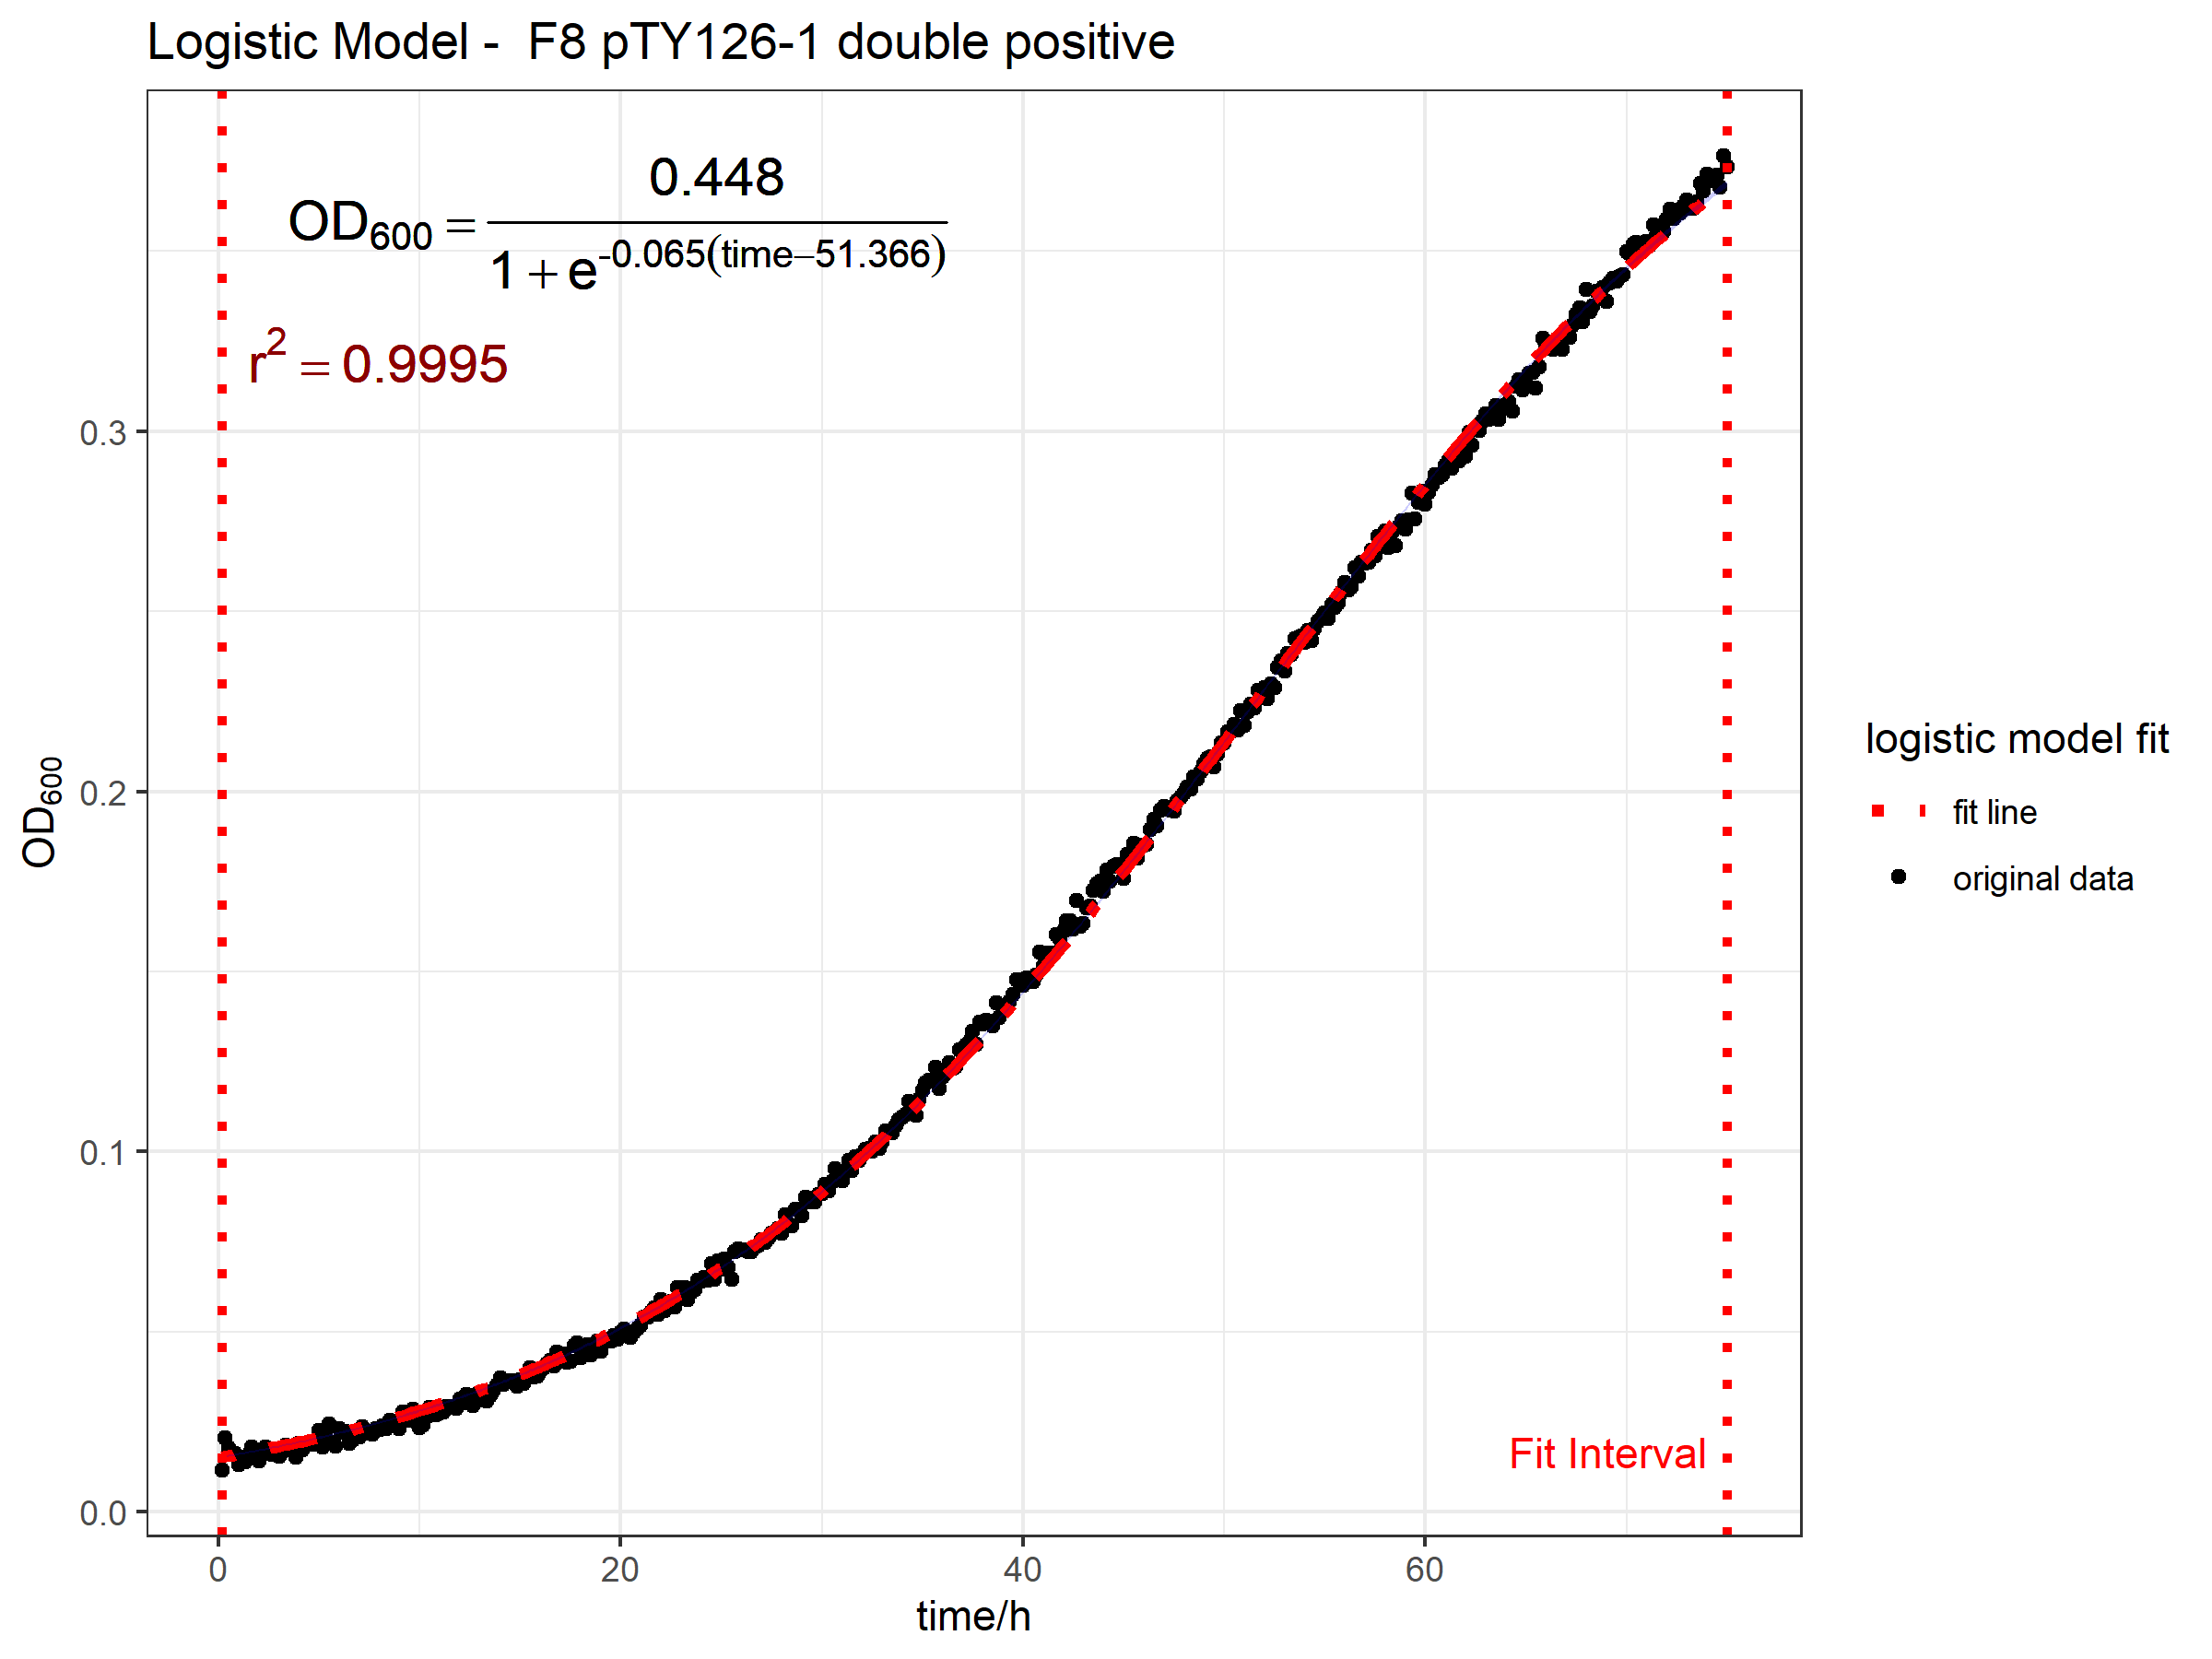 Logistic Model -  F8 pTY126-1 double positive
OD₆₀₀ = 0.448 / (1 + e^(-0.065(time−51.366)))
r² = 0.9995
0.3
0.2
0.1
0.0
OD₆₀₀
0 20 40 60
time/h
Fit Interval
logistic model fit
fit line
original data